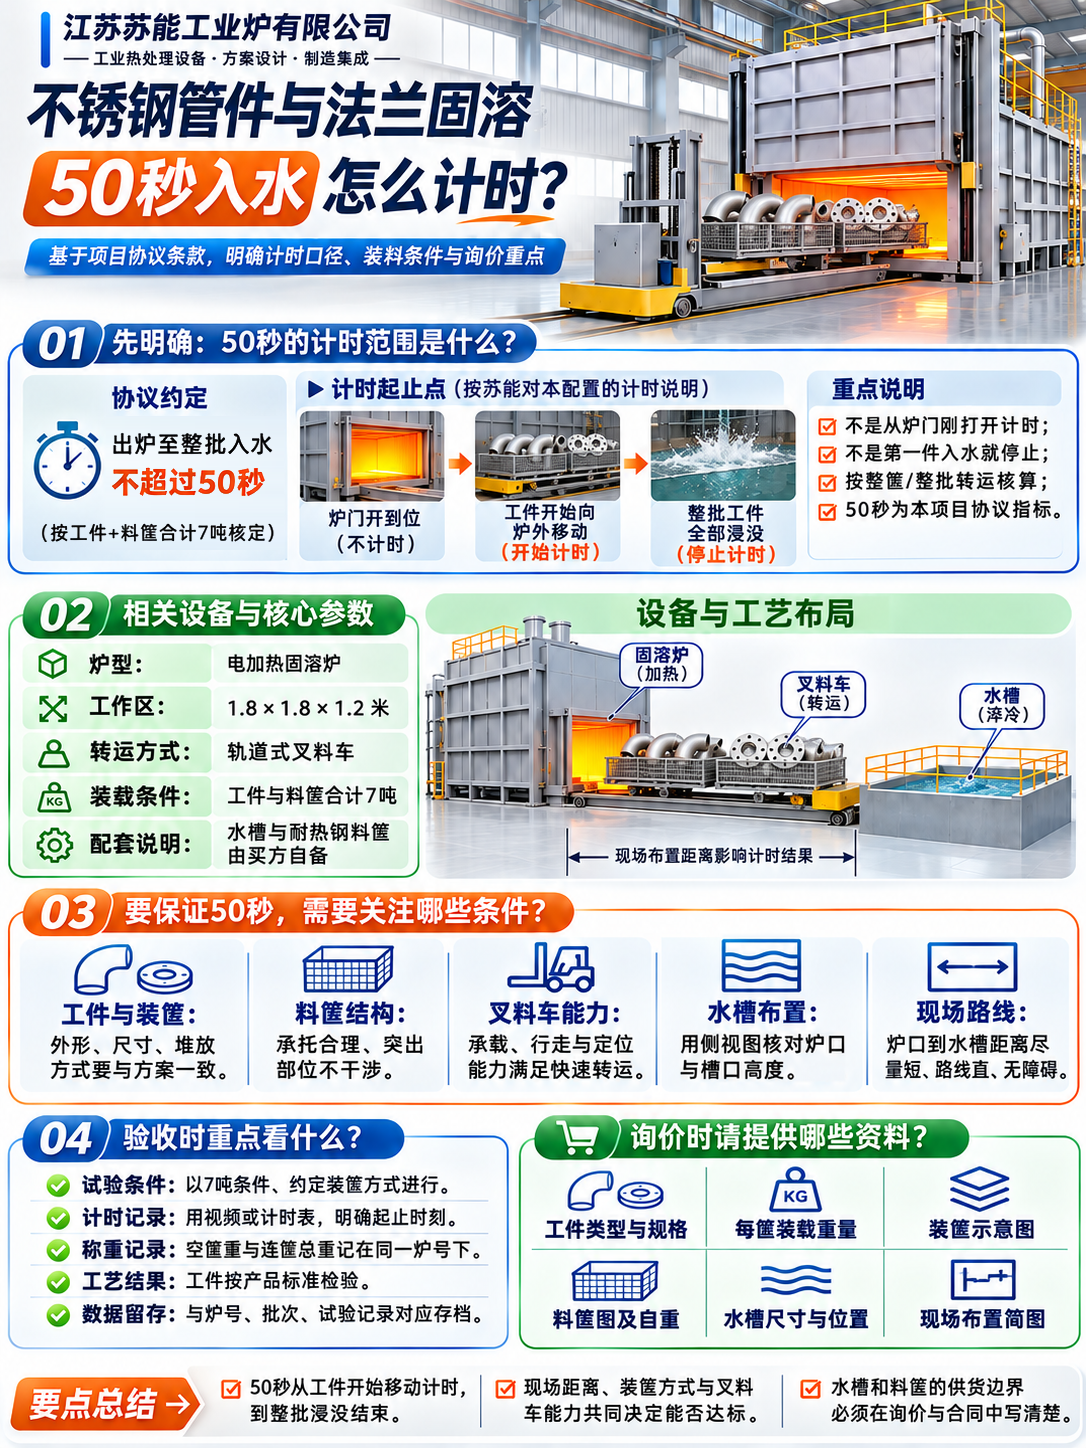 江苏苏能工业炉有限公司
工业热处理设备·方案设计·制造集成
不锈钢管件与法兰固溶
50秒入水 怎么计时?
基于项目协议条款，明确计时口径、装料条件与询价重点
01 先明确：50秒的计时范围是什么？
协议约定
出炉至整批入水
不超过50秒
（按工件+料筐合计7吨核定）
计时起止点（按苏能对本配置的计时说明）
炉门开到位
（不计时）
工件开始向
炉外移动
（开始计时）
整批工件
全部浸没
（停止计时）
重点说明
不是从炉门刚打开计时；
不是第一件入水就停止；
按整筐/整批转运核算；
50秒为本项目协议指标。
02 相关设备与核心参数
炉型： 电加热固溶炉
工作区： 1.8×1.8×1.2 米
转运方式： 轨道式叉料车
KG 装载条件： 工件与料筐合计7吨
配套说明： 水槽与耐热钢料筐
由买方自备
设备与工艺布局
固溶炉
（加热）
叉料车
（转运）
水槽
（淬冷）
现场布置距离影响计时结果
03 要保证50秒，需要关注哪些条件？
工件与装筐：
外形、尺寸、堆放
方式要与方案一致。
料筐结构：
承托合理、突出
部位不干涉。
叉料车能力：
承载、行走与定位
能力满足快速转运。
水槽布置：
用侧视图核对炉口
与槽口高度。
现场路线：
炉口到水槽距离尽
量短、路线直、无障碍。
04 验收时重点看什么？
试验条件：以7吨条件、约定装筐方式进行。
计时记录：用视频或计时表，明确起止时刻。
称重记录：空筐重与连筐总重记在同一炉号下。
工艺结果：工件按产品标准检验。
数据留存：与炉号、批次、试验记录对应存档。
询价时请提供哪些资料？
工件类型与规格
KG
每筐装载重量
装筐示意图
料筐图及自重
水槽尺寸与位置
现场布置简图
要点总结
50秒从工件开始移动计时，
到整批浸没结束。
现场距离、装筐方式与叉料
车能力共同决定能否达标。
水槽和料筐的供货边界
必须在询价与合同中写清楚。